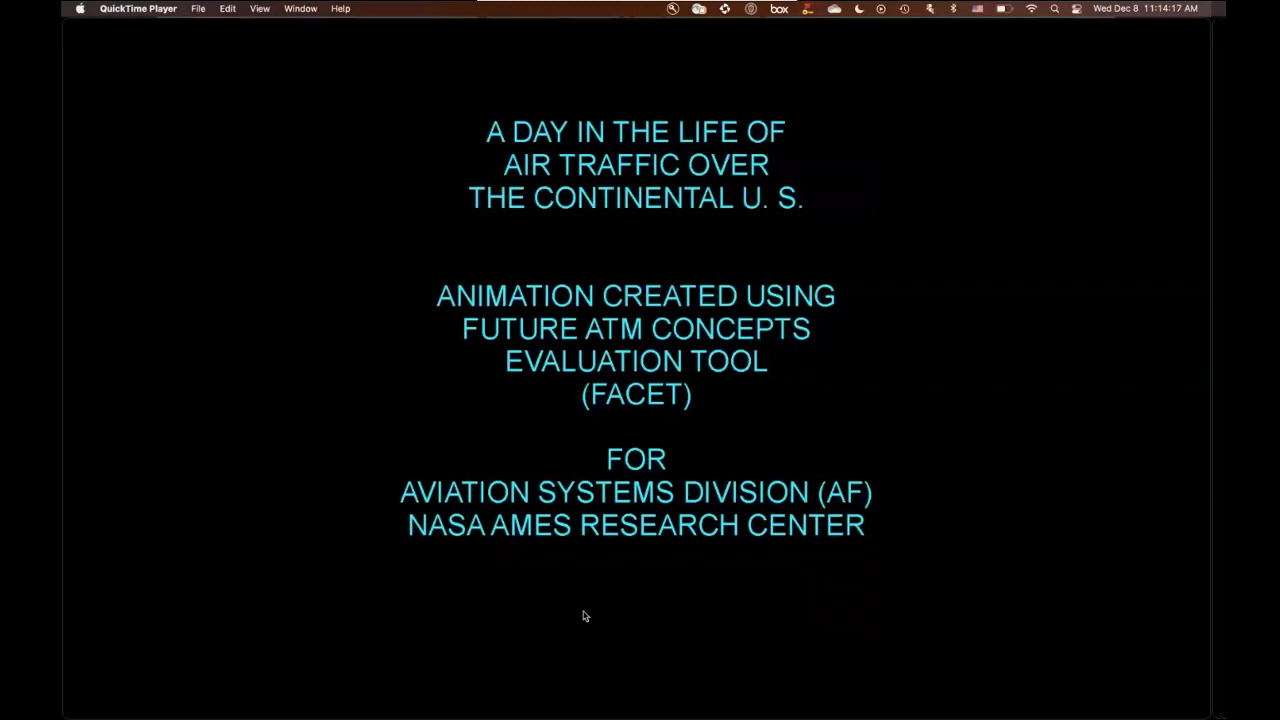 QuickTime Player File Edit View Window Help box Wed Dec 8 11:14:17 AM
A DAY IN THE LIFE OF
AIR TRAFFIC OVER
THE CONTINENTAL U. S.
ANIMATION CREATED USING
FUTURE ATM CONCEPTS
EVALUATION TOOL
(FACET)
FOR
AVIATION SYSTEMS DIVISION (AF)
NASA AMES RESEARCH CENTER